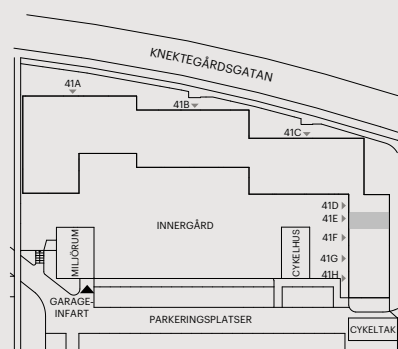 KNEKTEGÅRDSGATAN
41A
41B
41C
41D
41E
41F
41G
41H
INNERGÅRD
MILJÖRUM
CYKELHUS
GARAGE-
INFART
PARKERINGSPLATSER
CYKELTAK